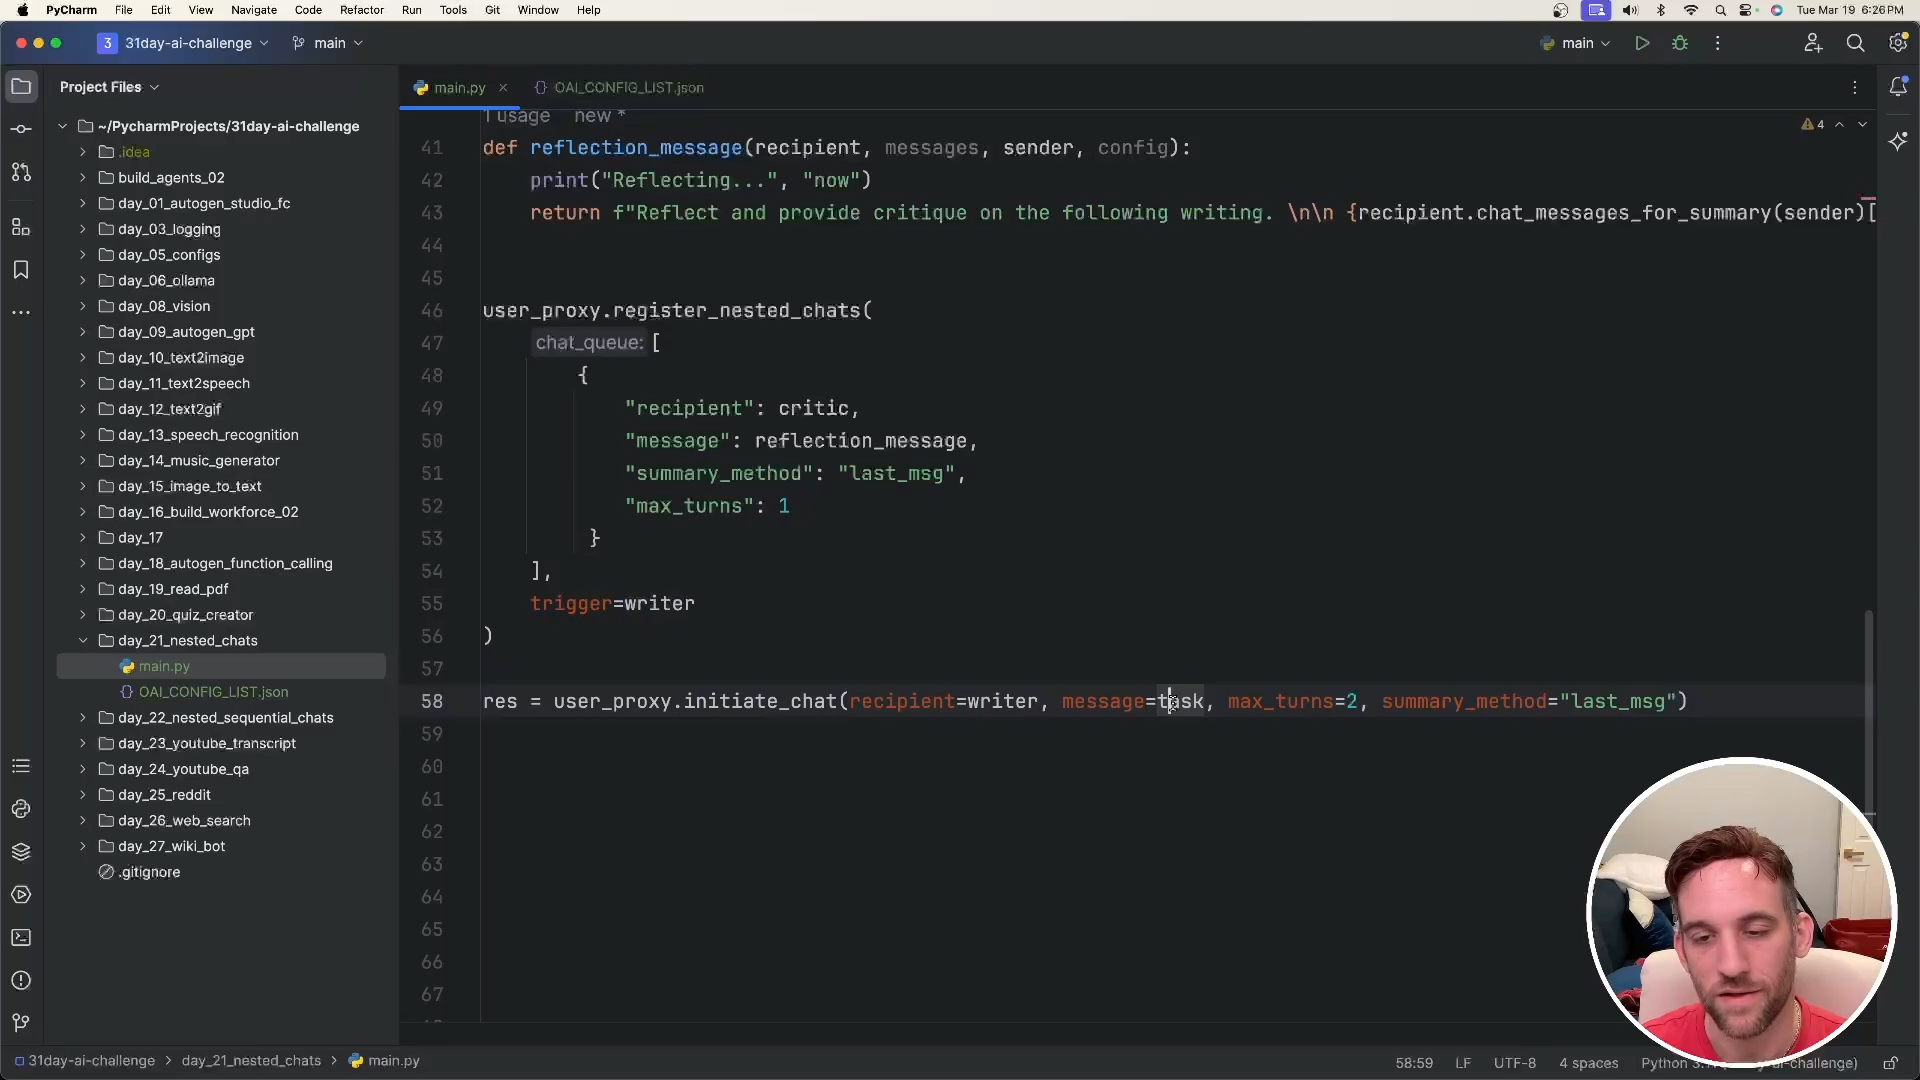 PyCharm File Edit View Navigate Code Refactor Run Tools Git Window Help Tue Mar 19 6:26 PM
3 31day-ai-challenge main main
Project Files
main.py OAI_CONFIG_LIST.json
~/PycharmProjects/31day-ai-challenge
.idea
build_agents_02
day_01_autogen_studio_fc
day_03_logging
day_05_configs
day_06_ollama
day_08_vision
day_09_autogen_gpt
day_10_text2image
day_11_text2speech
day_12_text2gif
day_13_speech_recognition
day_14_music_generator
day_15_image_to_text
day_16_build_workforce_02
day_17
day_18_autogen_function_calling
day_19_read_pdf
day_20_quiz_creator
day_21_nested_chats
main.py
OAI_CONFIG_LIST.json
day_22_nested_sequential_chats
day_23_youtube_transcript
day_24_youtube_qa
day_25_reddit
day_26_web_search
day_27_wiki_bot
.gitignore
1 usage new *
4
41 def reflection_message(recipient, messages, sender, config):
42 print("Reflecting...", "now")
43 return f"Reflect and provide critique on the following writing. \n\n {recipient.chat_messages_for_summary(sender)[
44
45
46 user_proxy.register_nested_chats(
47 chat_queue: [
48 {
49 "recipient": critic,
50 "message": reflection_message,
51 "summary_method": "last_msg",
52 "max_turns": 1
53 }
54 ],
55 trigger=writer
56 )
57
58 res = user_proxy.initiate_chat(recipient=writer, message=task, max_turns=2, summary_method="last_msg")
59
60
61
62
63
64
65
66
67
31day-ai-challenge > day_21_nested_chats > main.py 58:59 LF UTF-8 4 spaces Python ai-challenge)